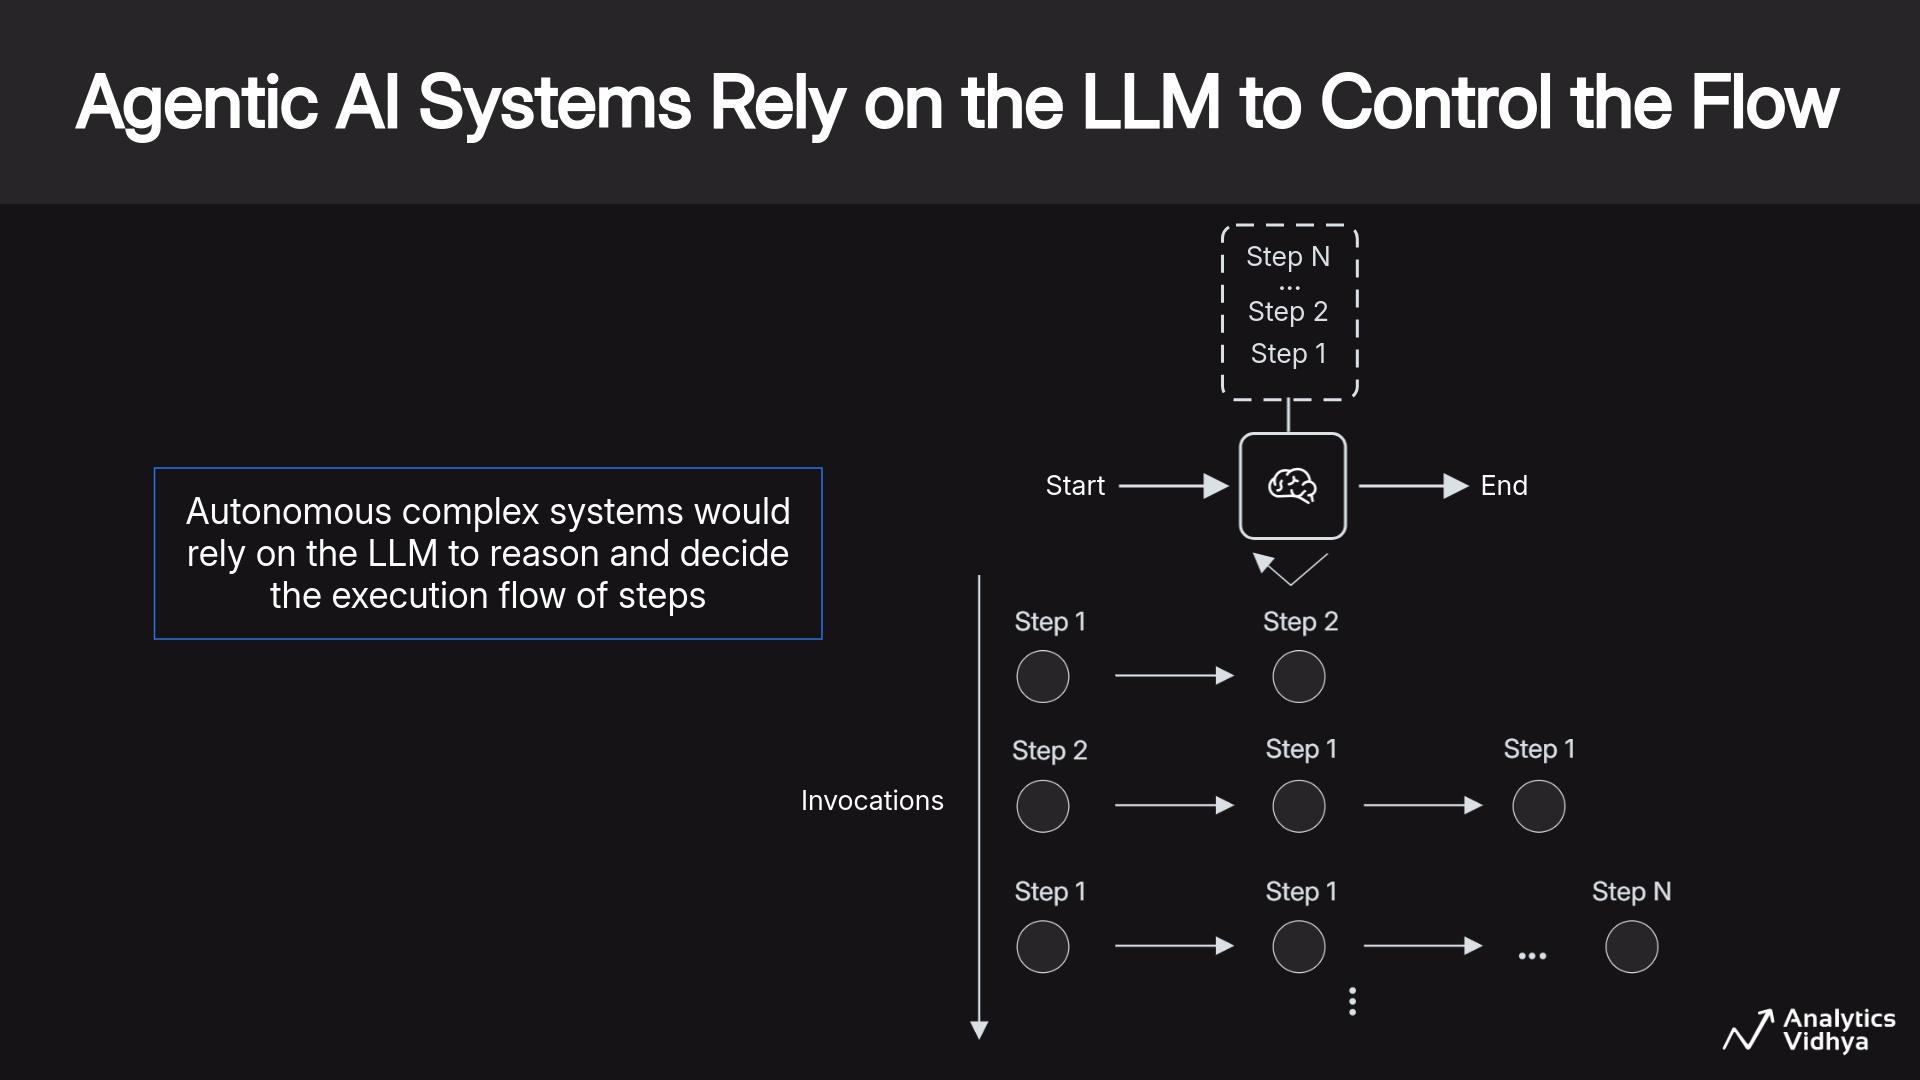 Agentic AI Systems Rely on the LLM to Control the Flow
Step N
...
Step 2
Step 1
Start
End
Autonomous complex systems would
rely on the LLM to reason and decide
the execution flow of steps
Step 1
Step 2
Step 2
Step 1
Step 1
Invocations
Step 1
Step 1
...
Step N
Analytics
Vidhya